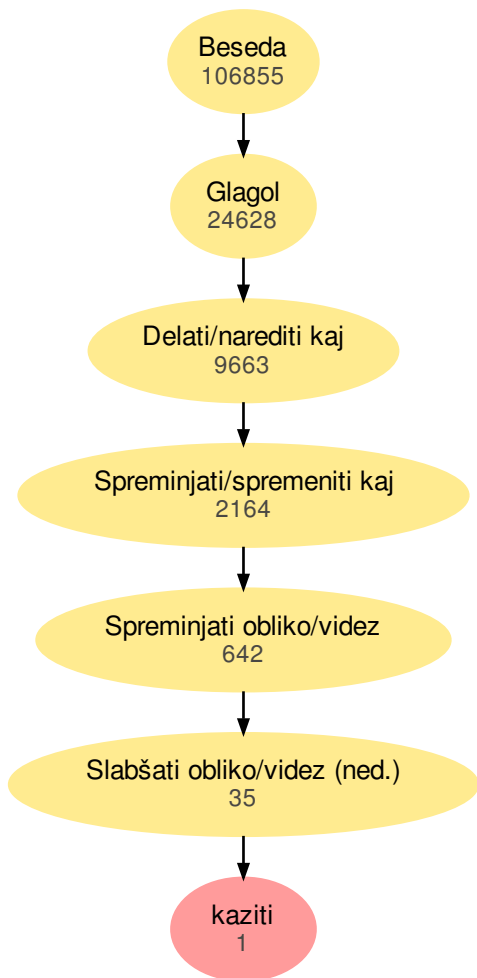 Beseda
106855
Glagol
24628
Delati/narediti kaj
9663
Spreminjati/spremeniti kaj
2164
Spreminjati obliko/videz
642
Slabšati obliko/videz (ned.)
35
kaziti
1